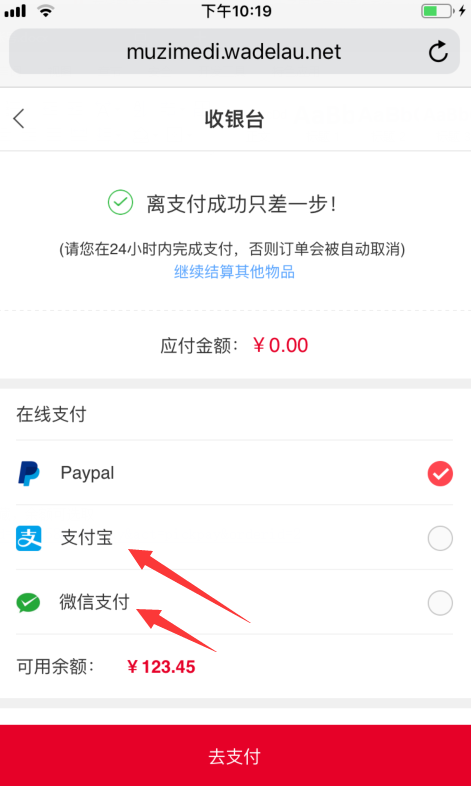 下午10:19
muzimedi.wadelau.net
收银台
离支付成功只差一步！
(请您在24小时内完成支付，否则订单会被自动取消)
继续结算其他物品
应付金额：￥0.00
在线支付
Paypal
支付宝
微信支付
可用余额：￥123.45
去支付